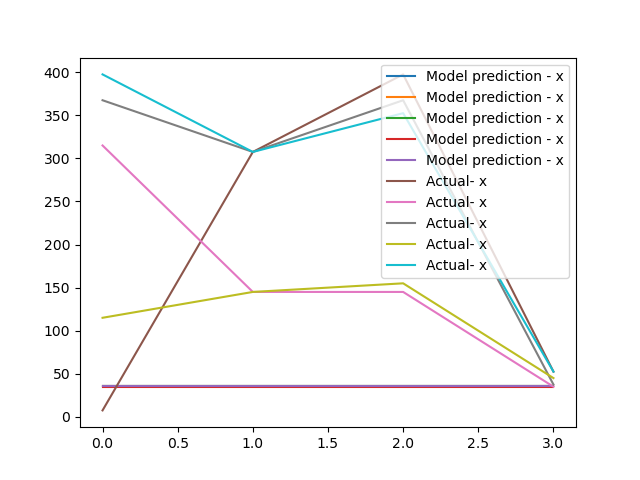 400
350
300
250
200
150
100
50
0
0.0 0.5 1.0 1.5 2.0 2.5 3.0
Model prediction - x
Model prediction - x
Model prediction - x
Model prediction - x
Model prediction - x
Actual- x
Actual- x
Actual- x
Actual- x
Actual- x